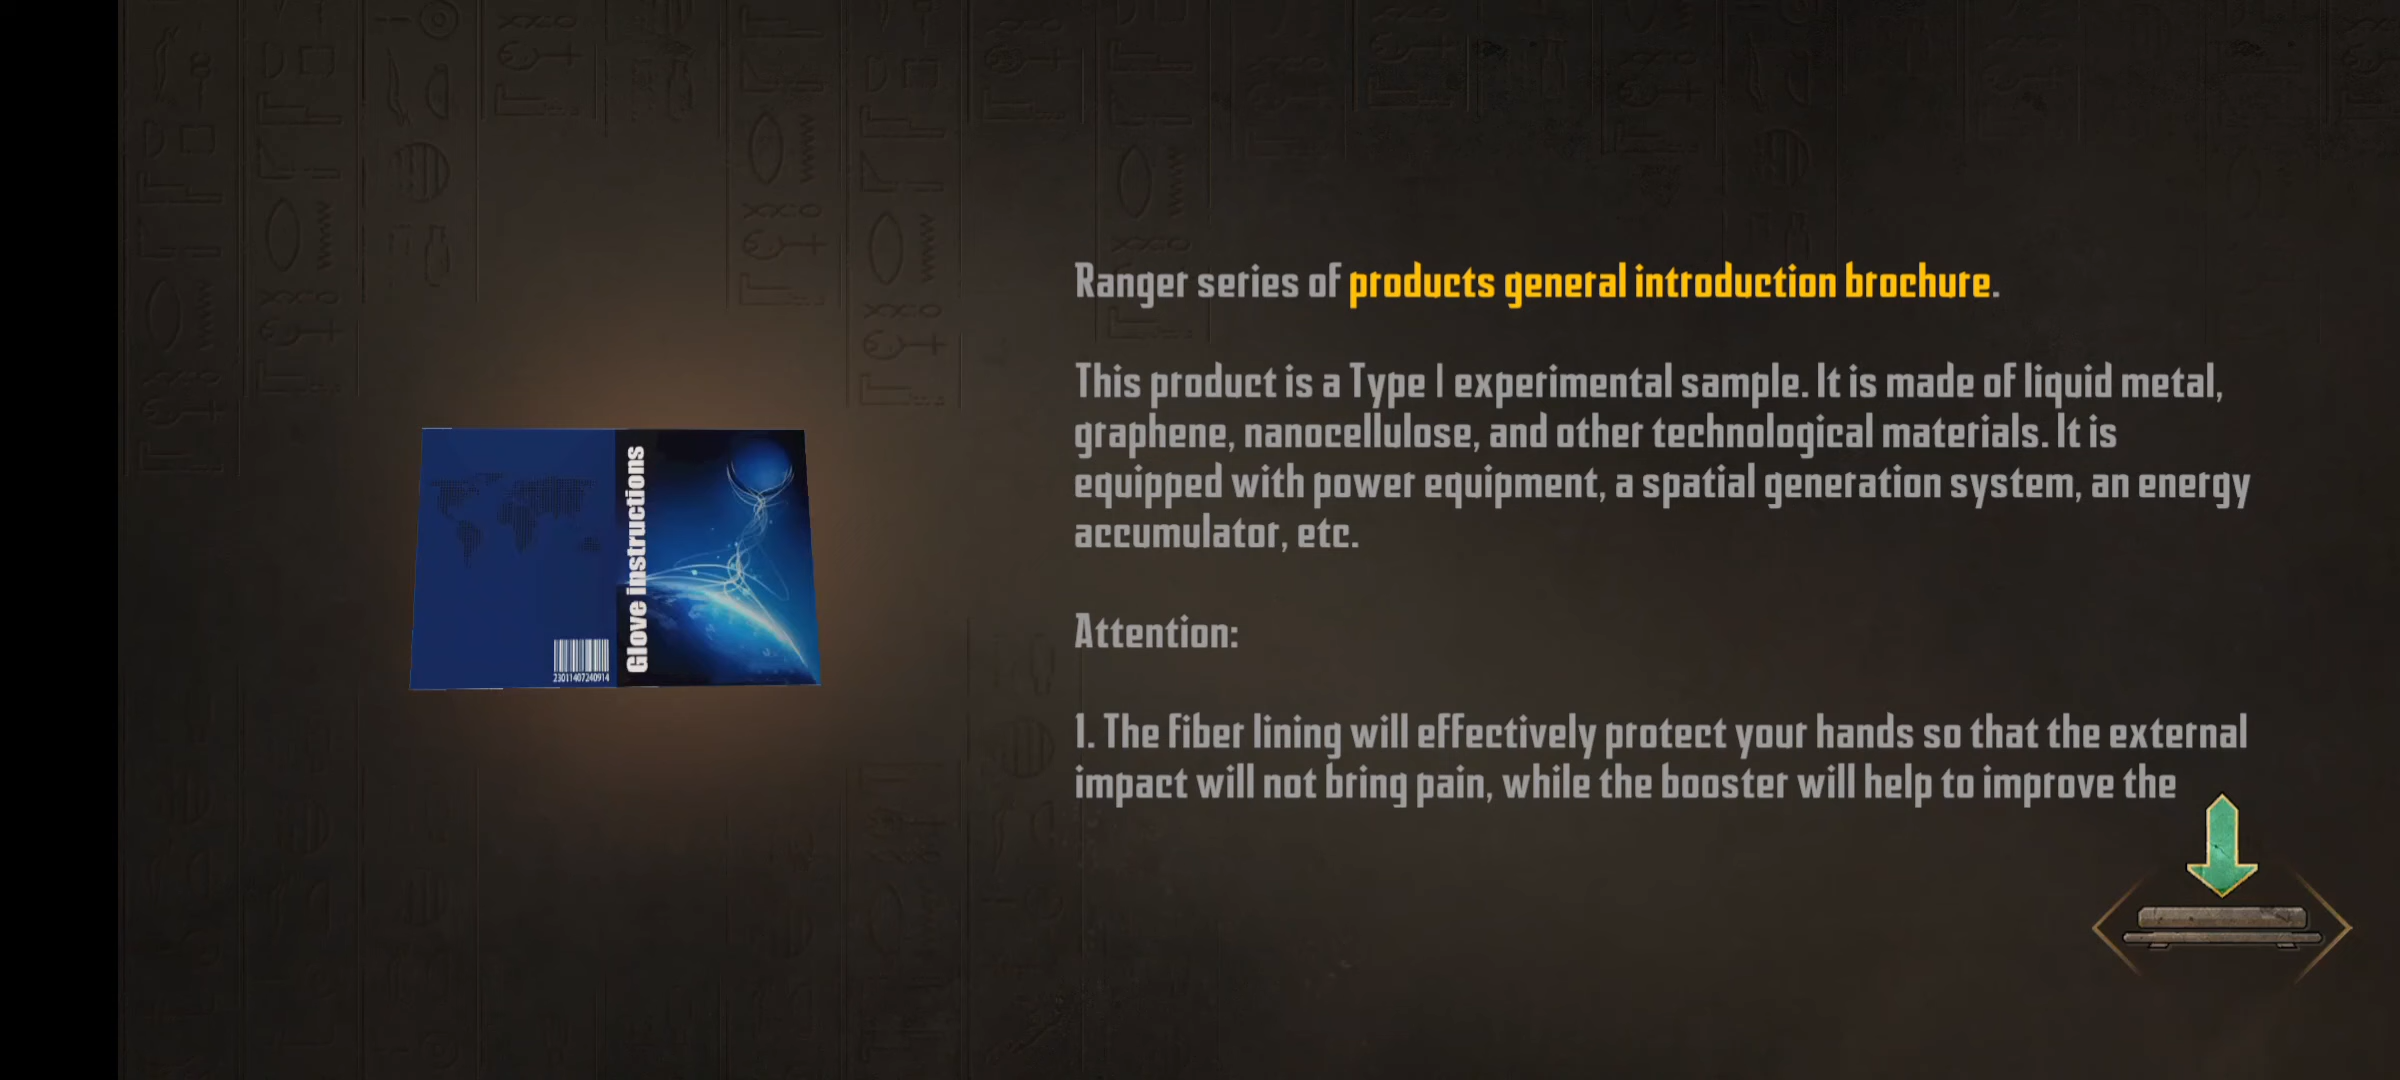 Ranger series of products general introduction brochure.
This product is a Type I experimental sample. It is made of liquid metal,
graphene, nanocellulose, and other technological materials. It is
equipped with power equipment, a spatial generation system, an energy
accumulator, etc.
Attention:
1. The fiber lining will effectively protect your hands so that the external
impact will not bring pain, while the booster will help to improve the
Glove instructions
23011407240914